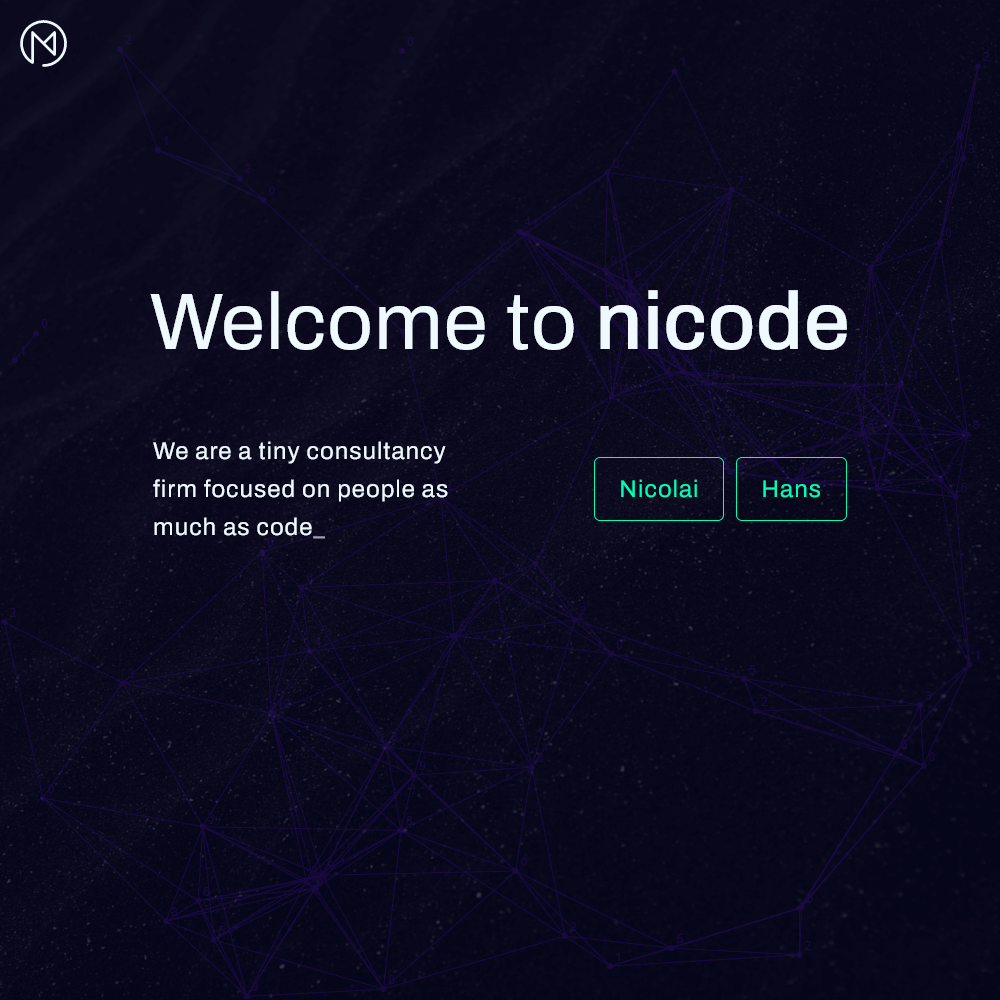 Welcome to nicode
We are a tiny consultancy
firm focused on people as
much as code_
Nicolai
Hans